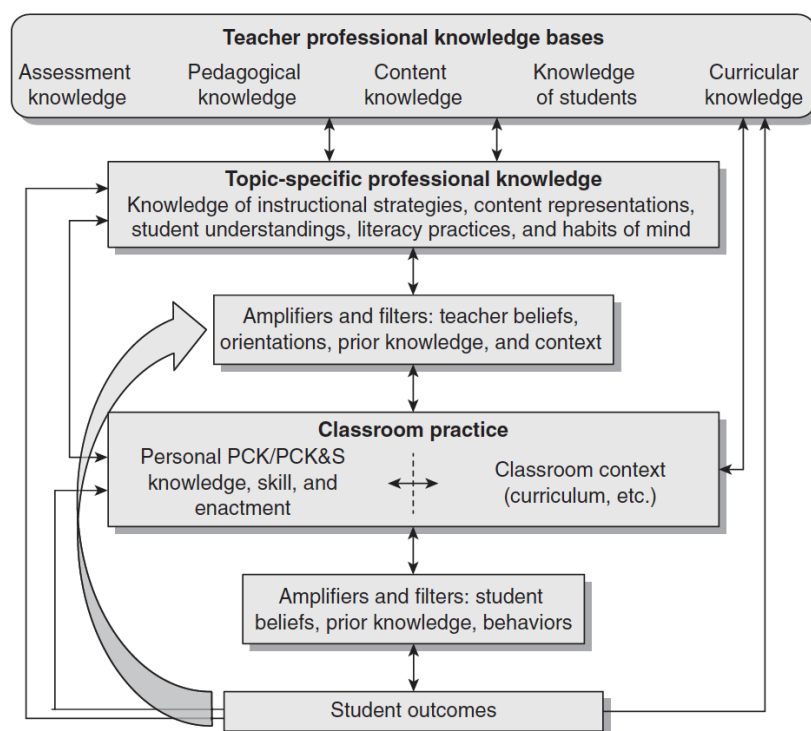 Teacher professional knowledge bases
Assessment knowledge
Pedagogical knowledge
Content knowledge
Knowledge of students
Curricular knowledge
Topic-specific professional knowledge
Knowledge of instructional strategies, content representations,
student understandings, literacy practices, and habits of mind
Amplifiers and filters: teacher beliefs,
orientations, prior knowledge, and context
Classroom practice
Personal PCK/PCK&S
knowledge, skill, and
enactment
Classroom context
(curriculum, etc.)
Amplifiers and filters: student
beliefs, prior knowledge, behaviors
Student outcomes